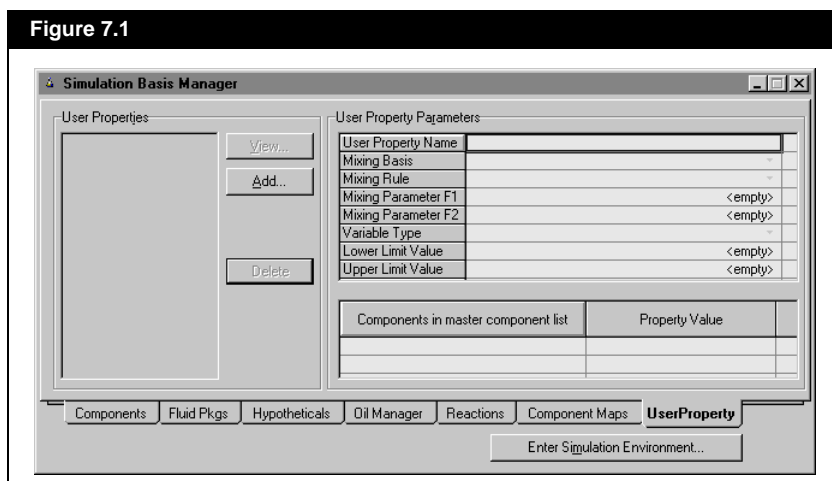 Figure 7.1
Simulation Basis Manager
User Properties
View...
Add...
Delete
User Property Parameters
User Property Name
Mixing Basis
Mixing Rule
Mixing Parameter F1 <empty>
Mixing Parameter F2 <empty>
Variable Type
Lower Limit Value <empty>
Upper Limit Value <empty>
Components in master component list Property Value
Components Fluid Pkgs Hypotheticals Oil Manager Reactions Component Maps UserProperty
Enter Simulation Environment...